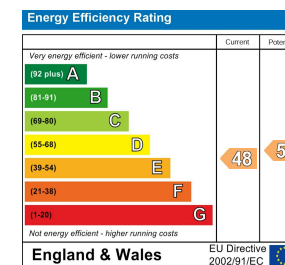 Energy Efficiency Rating
Current
Very energy efficient - lower running costs
(92 plus) A
(81-91) B
(69-80) C
(55-68) D
(39-54) E
48
(21-38) F
(1-20) G
Not energy efficient - higher running costs
England & Wales
EU Directive
2002/91/EC